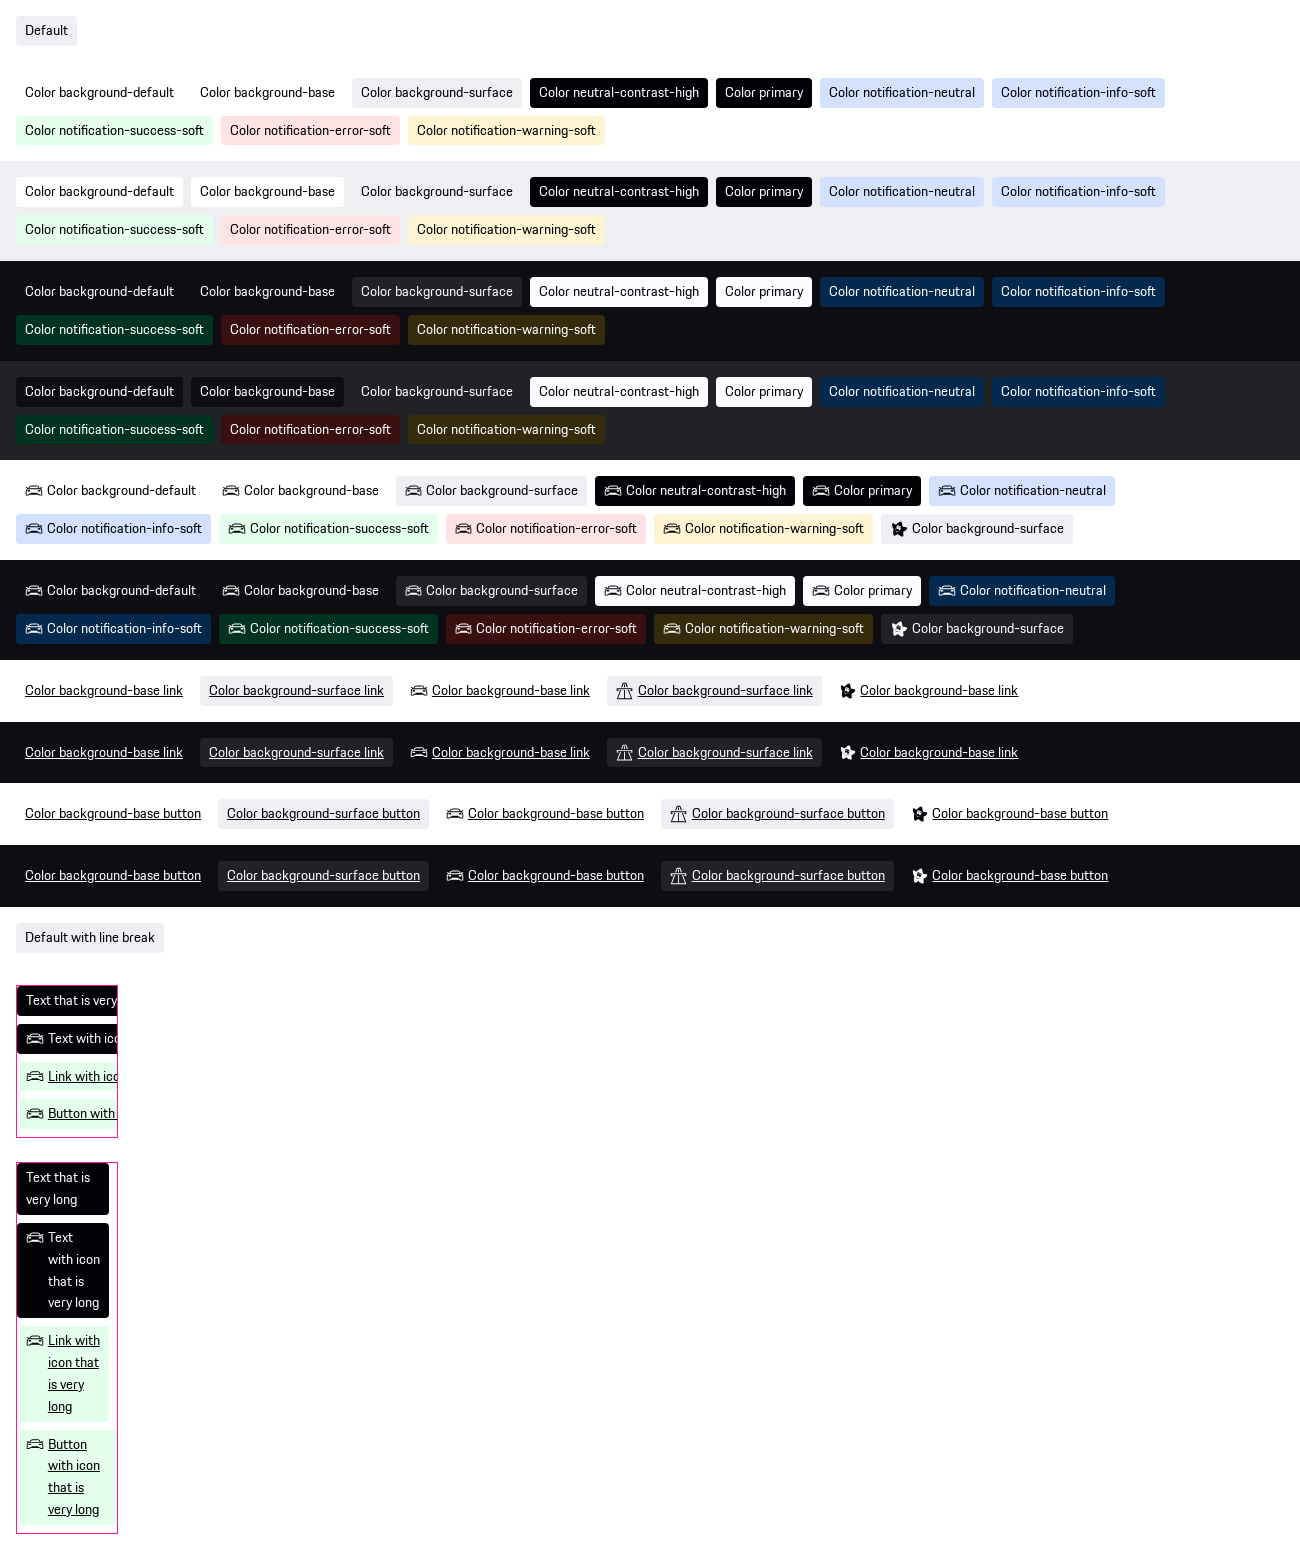 Default
Color background-default Color background-base Color background-surface Color neutral-contrast-high Color primary Color notification-neutral Color notification-info-soft
Color notification-success-soft Color notification-error-soft Color notification-warning-soft
Color background-default Color background-base Color background-surface Color neutral-contrast-high Color primary Color notification-neutral Color notification-info-soft
Color notification-success-soft Color notification-error-soft Color notification-warning-soft
Color background-default Color background-base Color background-surface Color neutral-contrast-high Color primary Color notification-neutral Color notification-info-soft
Color notification-success-soft Color notification-error-soft Color notification-warning-soft
Color background-default Color background-base Color background-surface Color neutral-contrast-high Color primary Color notification-neutral Color notification-info-soft
Color notification-success-soft Color notification-error-soft Color notification-warning-soft
Color background-default Color background-base Color background-surface Color neutral-contrast-high Color primary Color notification-neutral
Color notification-info-soft Color notification-success-soft Color notification-error-soft Color notification-warning-soft Color background-surface
Color background-default Color background-base Color background-surface Color neutral-contrast-high Color primary Color notification-neutral
Color notification-info-soft Color notification-success-soft Color notification-error-soft Color notification-warning-soft Color background-surface
Color background-base link Color background-surface link Color background-base link Color background-surface link Color background-base link
Color background-base link Color background-surface link Color background-base link Color background-surface link Color background-base link
Color background-base button Color background-surface button Color background-base button Color background-surface button Color background-base button
Color background-base button Color background-surface button Color background-base button Color background-surface button Color background-base button
Default with line break
Text that is very
Text with ico
Link with ico
Button with
Text that is
very long
Text
with icon
that is
very long
Link with
icon that
is very
long
Button
with icon
that is
very long